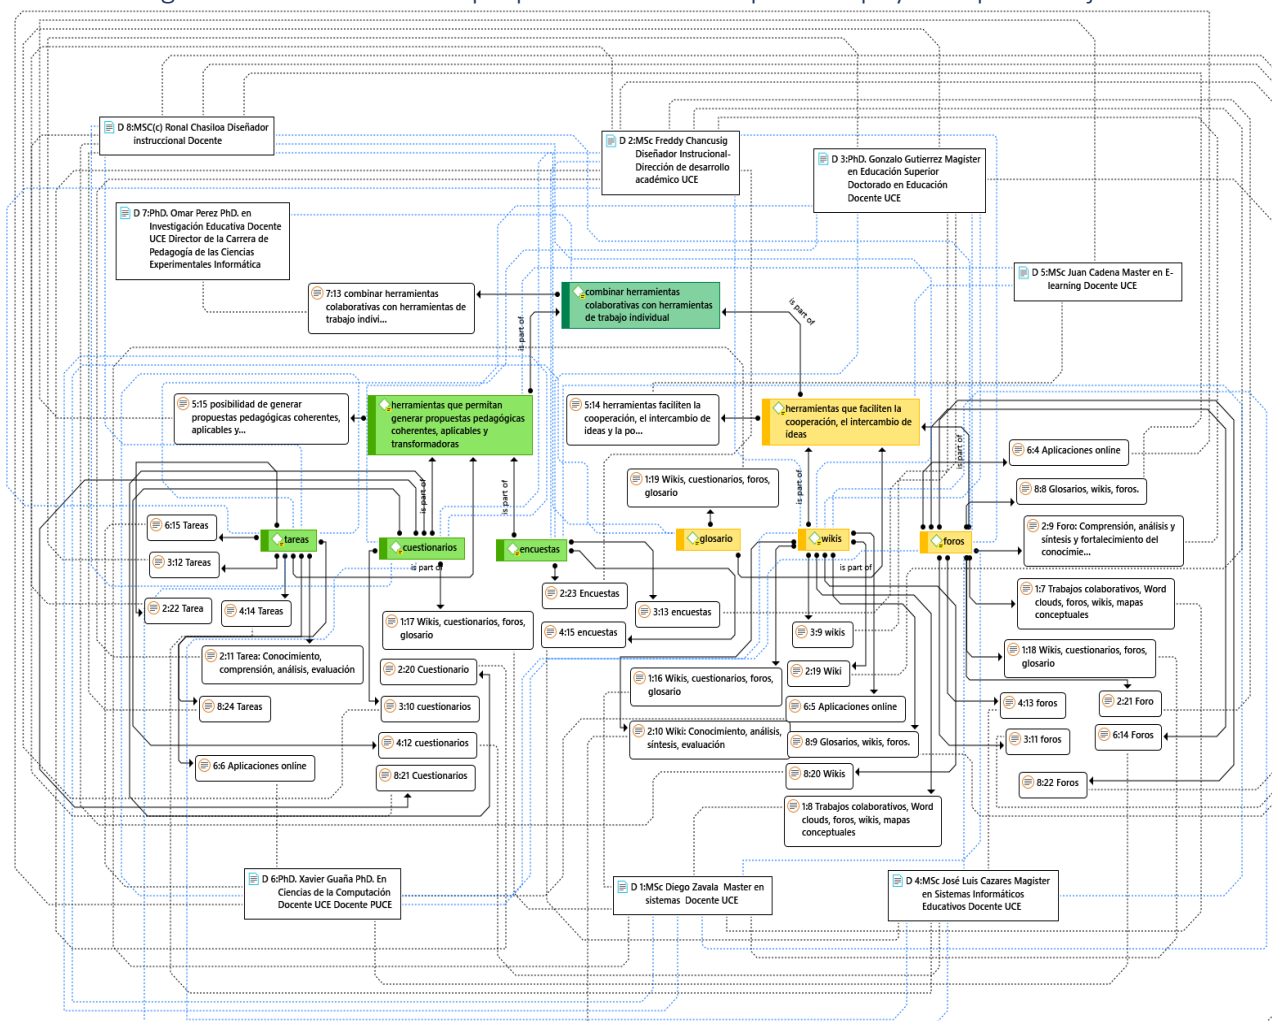 D 8:MSC(c) Ronal Chasiloa Diseñador
instruccional Docente
D 2:MSc Freddy Chancusig
Diseñador Instrucional-
Dirección de desarrollo
académico UCE
D 3:PhD. Gonzalo Gutierrez Magister
en Educación Superior
Doctorado en Educación
Docente UCE
D 7:PhD. Omar Perez PhD. en
Investigación Educativa Docente
UCE Director de la Carrera de
Pedagogía de las Ciencias
Experimentales Informática
D 5:MSc Juan Cadena Master en E-
learning Docente UCE
7:13 combinar herramientas
colaborativas con herramientas de
trabajo indivi...
combinar herramientas
colaborativas con herramientas
de trabajo individual
is part of
is part of
5:15 posibilidad de generar
propuestas pedagógicas coherentes,
aplicables y...
herramientas que permitan
generar propuestas pedagógicas
coherentes, aplicables y
transformadoras
5:14 herramientas faciliten la
cooperación, el intercambio de
ideas y la po...
herramientas que faciliten la
cooperación, el intercambio de
ideas
is part of
is part of
is part of
6:4 Aplicaciones online
1:19 Wikis, cuestionarios, foros,
glosario
8:8 Glosarios, wikis, foros.
6:15 Tareas
tareas
cuestionarios
is part of
encuestas
glosario
wikis
is part of
foros
2:9 Foro: Comprensión, análisis y
síntesis y fortalecimiento del
conocimie...
3:12 Tareas
2:22 Tarea
4:14 Tareas
2:23 Encuestas
3:13 encuestas
1:7 Trabajos colaborativos, Word
clouds, foros, wikis, mapas
conceptuales
1:17 Wikis, cuestionarios, foros,
glosario
4:15 encuestas
3:9 wikis
2:11 Tarea: Conocimiento,
comprensión, análisis, evaluación
2:20 Cuestionario
1:16 Wikis, cuestionarios, foros,
glosario
2:19 Wiki
1:18 Wikis, cuestionarios, foros,
glosario
8:24 Tareas
3:10 cuestionarios
6:5 Aplicaciones online
4:13 foros
2:21 Foro
4:12 cuestionarios
2:10 Wiki: Conocimiento, análisis,
síntesis, evaluación
8:9 Glosarios, wikis, foros.
3:11 foros
6:14 Foros
6:6 Aplicaciones online
8:21 Cuestionarios
8:20 Wikis
8:22 Foros
1:8 Trabajos colaborativos, Word
clouds, foros, wikis, mapas
conceptuales
D 6:PhD. Xavier Guaña PhD. En
Ciencias de la Computación
Docente UCE Docente PUCE
D 1:MSc Diego Zavala Master en
sistemas Docente UCE
D 4:MSc José Luis Cazares Magister
en Sistemas Informáticos
Educativos Docente UCE